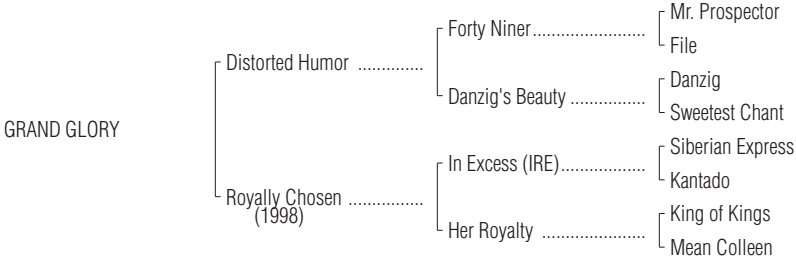 Mr. Prospector
Forty Niner........................
File
Distorted Humor ..............
Danzig
Danzig's Beauty ................
Sweetest Chant
GRAND GLORY
Siberian Express
In Excess (IRE)..................
Kantado
Royally Chosen ................
(1998)
King of Kings
Her Royalty ......................
Mean Colleen